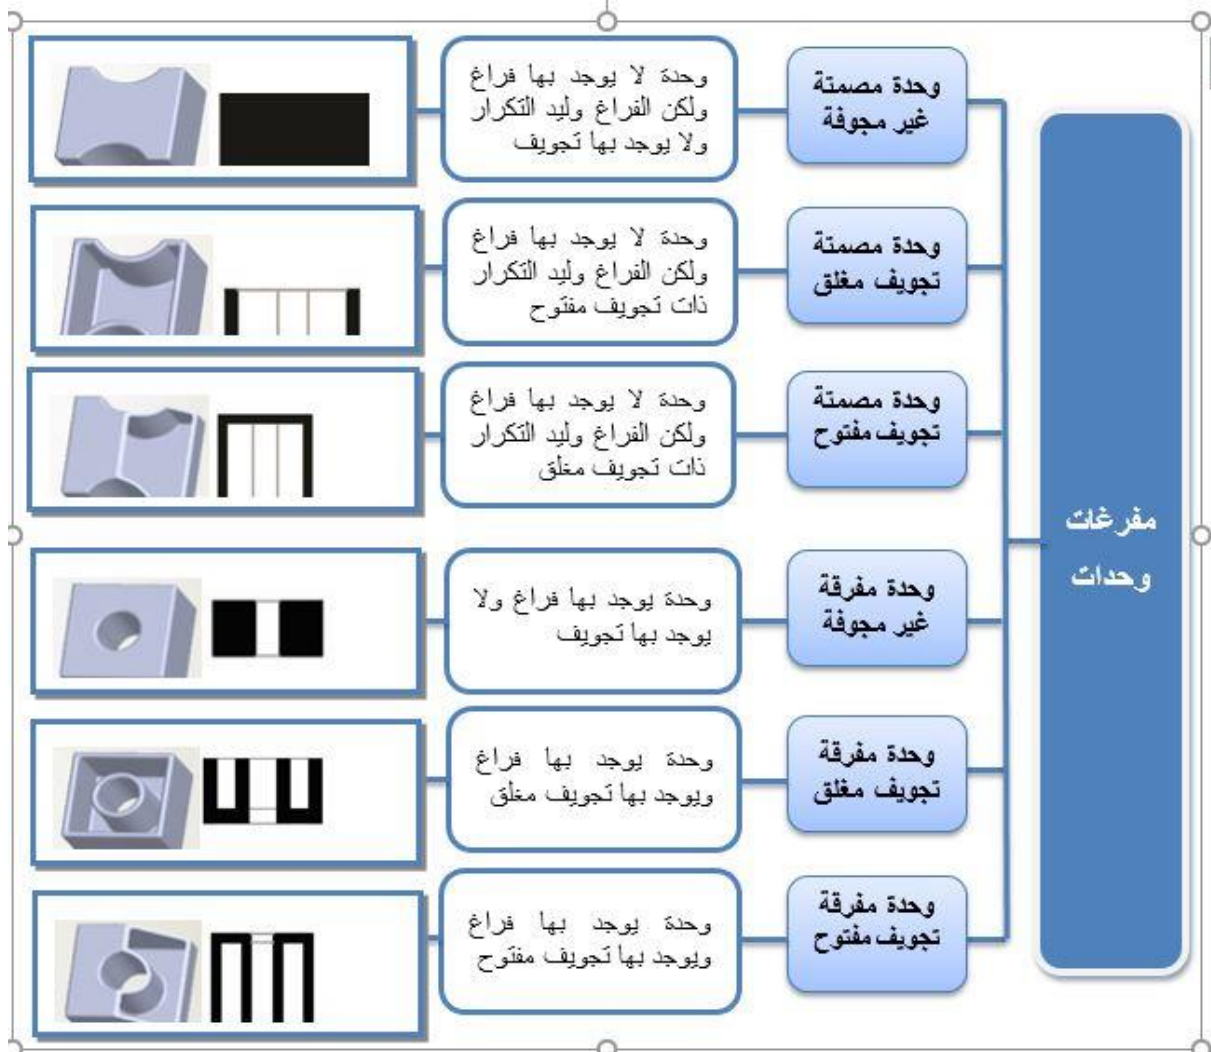 مفرغات
وحدات
وحدة مصمتة
غير مجوفة
وحدة لا يوجد بها فراغ
ولكن الفراغ وليد التكرار
ولا يوجد بها تجويف
وحدة مصمتة
تجويف مغلق
وحدة لا يوجد بها فراغ
ولكن الفراغ وليد التكرار
ذات تجويف مفتوح
وحدة مصمتة
تجويف مفتوح
وحدة لا يوجد بها فراغ
ولكن الفراغ وليد التكرار
ذات تجويف مغلق
وحدة مفرقة
غير مجوفة
وحدة يوجد بها فراغ ولا
يوجد بها تجويف
وحدة مفرقة
تجويف مغلق
وحدة يوجد بها فراغ
ويوجد بها تجويف مغلق
وحدة مفرقة
تجويف مفتوح
وحدة يوجد بها فراغ
ويوجد بها تجويف مفتوح